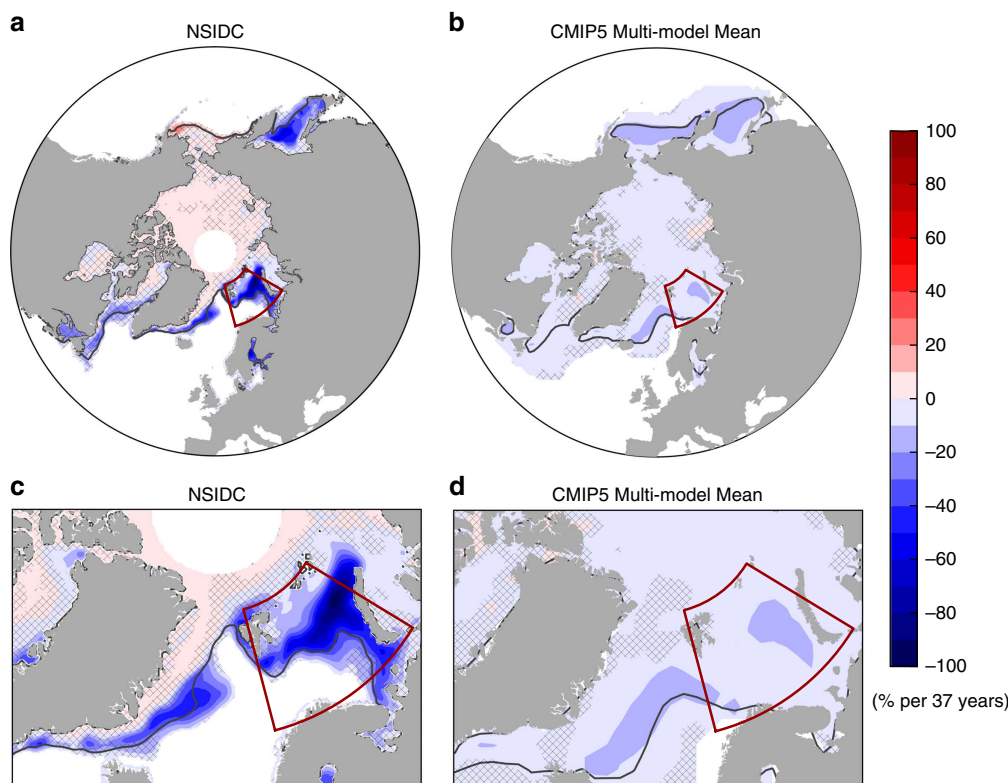 a
NSIDC
b
CMIP5 Multi-model Mean
100
80
60
40
20
0
−20
−40
−60
−80
−100
(% per 37 years)
c
NSIDC
d
CMIP5 Multi-model Mean